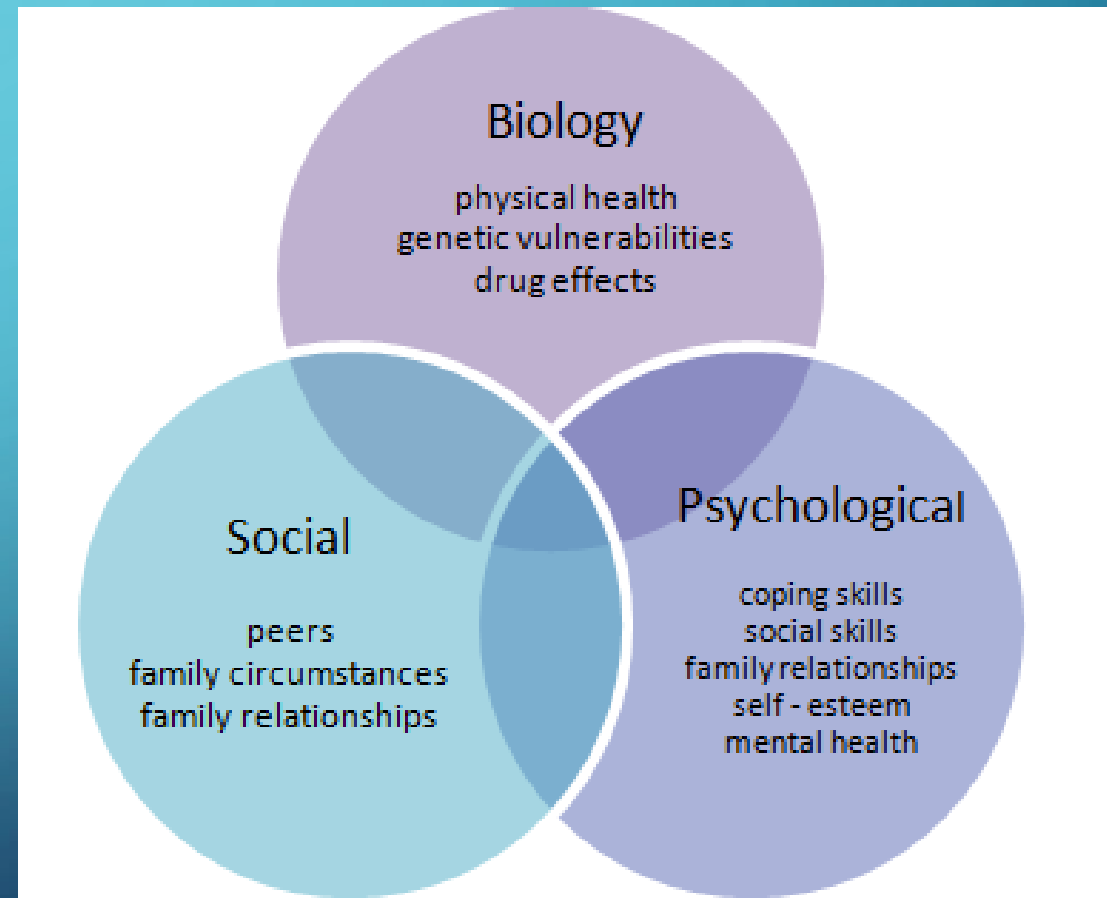 Biology
physical health
genetic vulnerabilities
drug effects
Social
peers
family circumstances
family relationships
Psychological
coping skills
social skills
family relationships
self - esteem
mental health